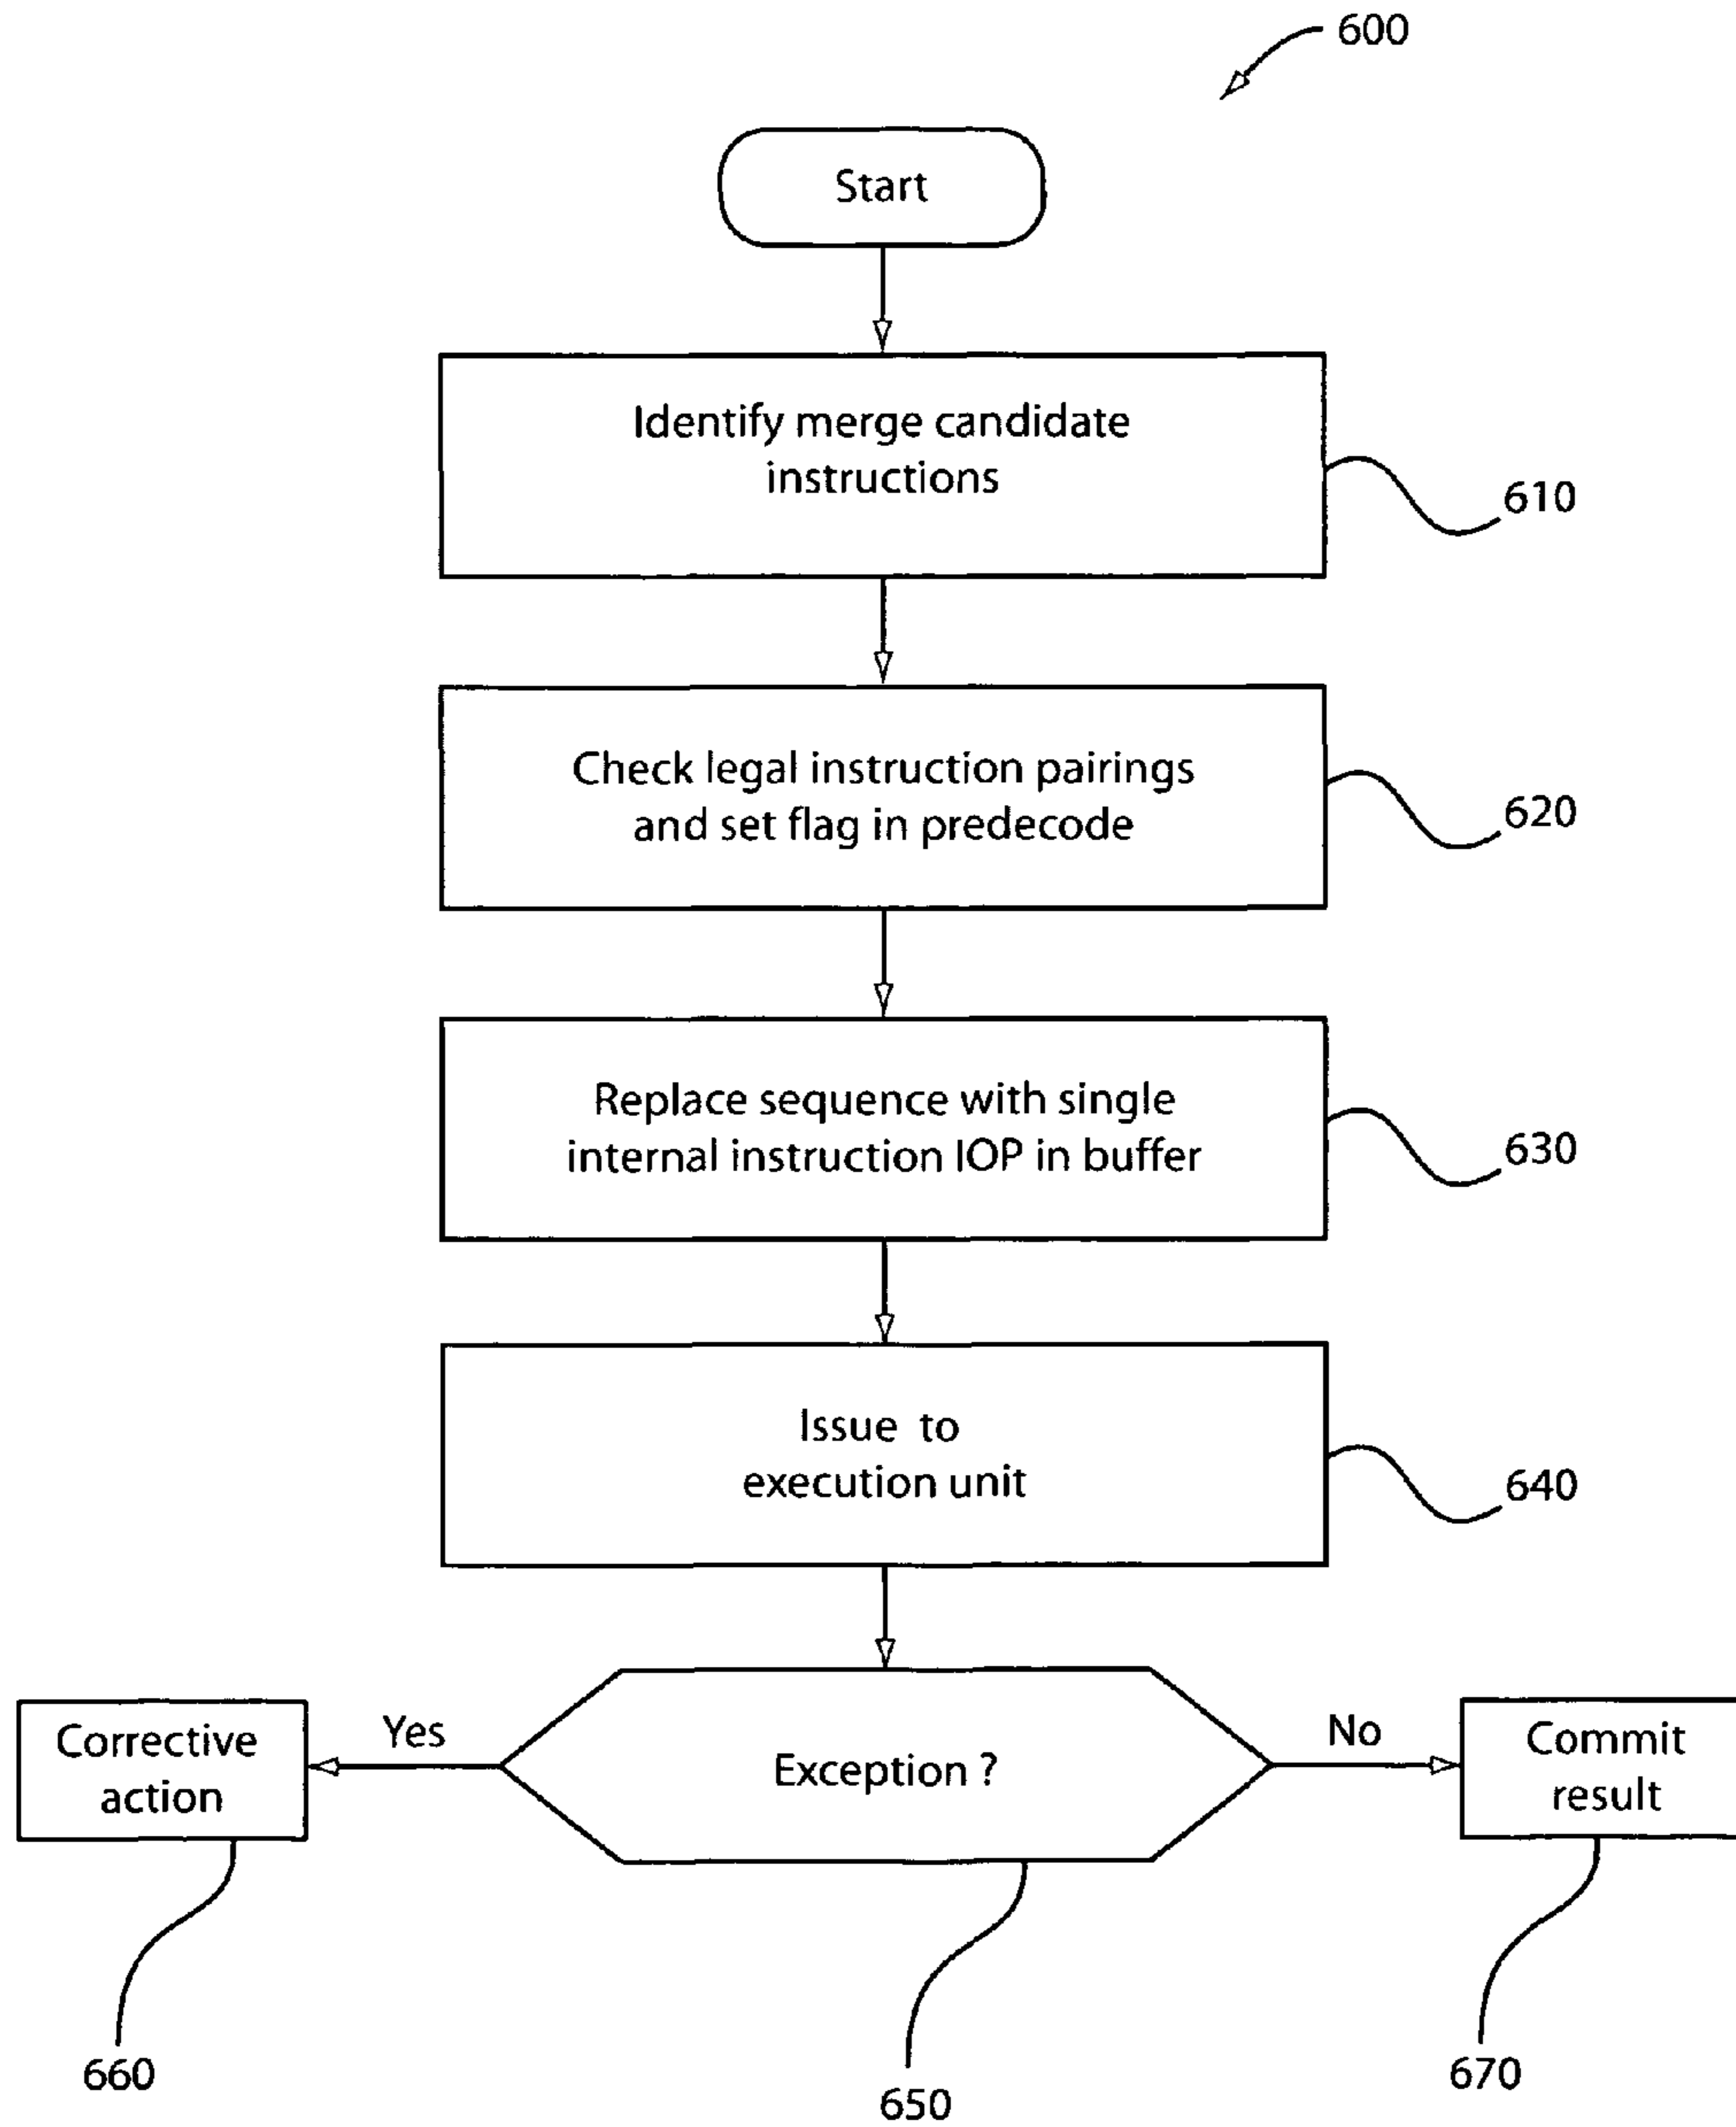 600
Start
Identify merge candidate
instructions
610
Check legal instruction pairings
and set flag in predecode
620
Replace sequence with single
internal instruction IOP in buffer
630
Issue to
execution unit
640
Corrective
action
Yes
Exception ?
No
Commit
result
660
650
670